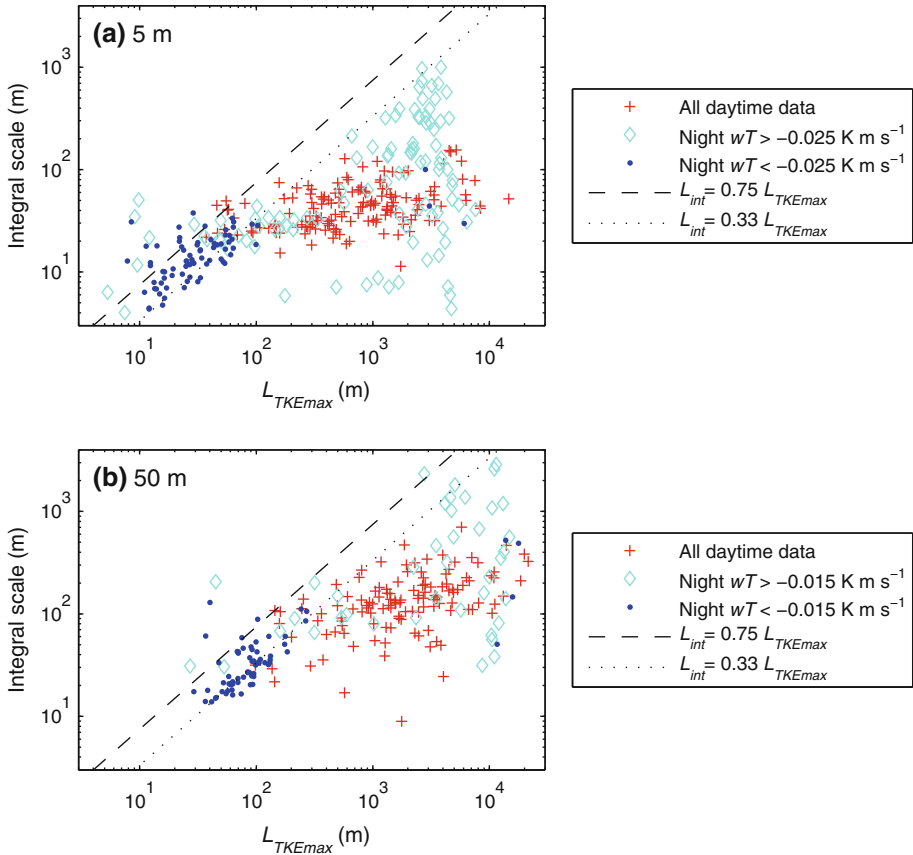 (a) 5 m
10³
10²
10¹
Integral scale (m)
10¹ 10² 10³ 10⁴
L_TKEmax (m)
All daytime data
Night wT > −0.025 K m s⁻¹
Night wT < −0.025 K m s⁻¹
L_int = 0.75 L_TKEmax
L_int = 0.33 L_TKEmax
(b) 50 m
10³
10²
10¹
Integral scale (m)
10¹ 10² 10³ 10⁴
L_TKEmax (m)
All daytime data
Night wT > −0.015 K m s⁻¹
Night wT < −0.015 K m s⁻¹
L_int = 0.75 L_TKEmax
L_int = 0.33 L_TKEmax